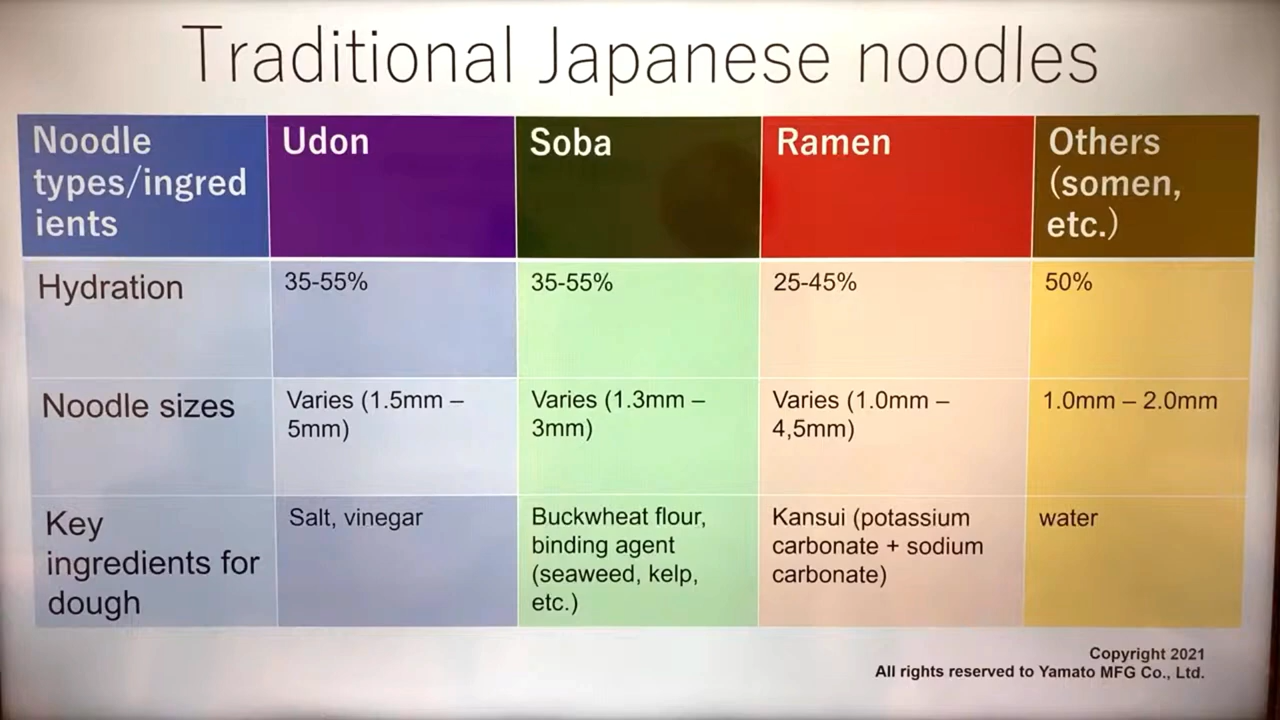 Traditional Japanese noodles
Noodle
types/ingred
ients
Udon
Soba
Ramen
Others
(somen,
etc.)
Hydration
35-55%
35-55%
25-45%
50%
Noodle sizes
Varies (1.5mm –
5mm)
Varies (1.3mm –
3mm)
Varies (1.0mm –
4,5mm)
1.0mm – 2.0mm
Key
ingredients for
dough
Salt, vinegar
Buckwheat flour,
binding agent
(seaweed, kelp,
etc.)
Kansui (potassium
carbonate + sodium
carbonate)
water
Copyright 2021
All rights reserved to Yamato MFG Co., Ltd.